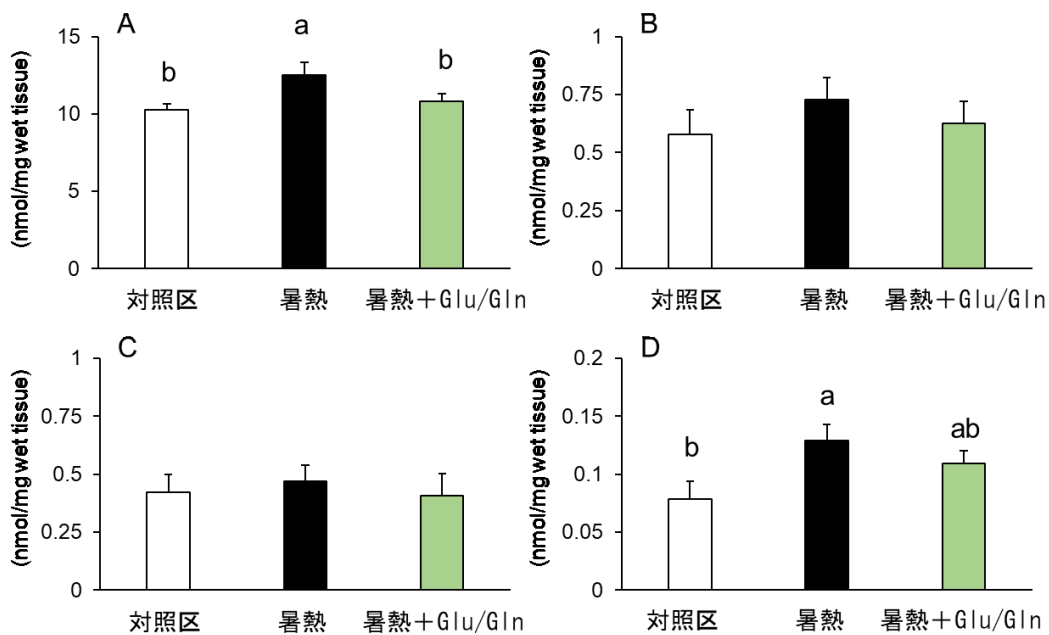 A
(nmol/mg wet tissue)
15
10
5
0
b
a
b
対照区
暑熱
暑熱＋Glu/Gln
B
(nmol/mg wet tissue)
1
0.75
0.5
0.25
0
対照区
暑熱
暑熱＋Glu/Gln
C
(nmol/mg wet tissue)
1
0.75
0.5
0.25
0
対照区
暑熱
暑熱＋Glu/Gln
D
(nmol/mg wet tissue)
0.2
0.15
0.1
0.05
0
b
a
ab
対照区
暑熱
暑熱＋Glu/Gln